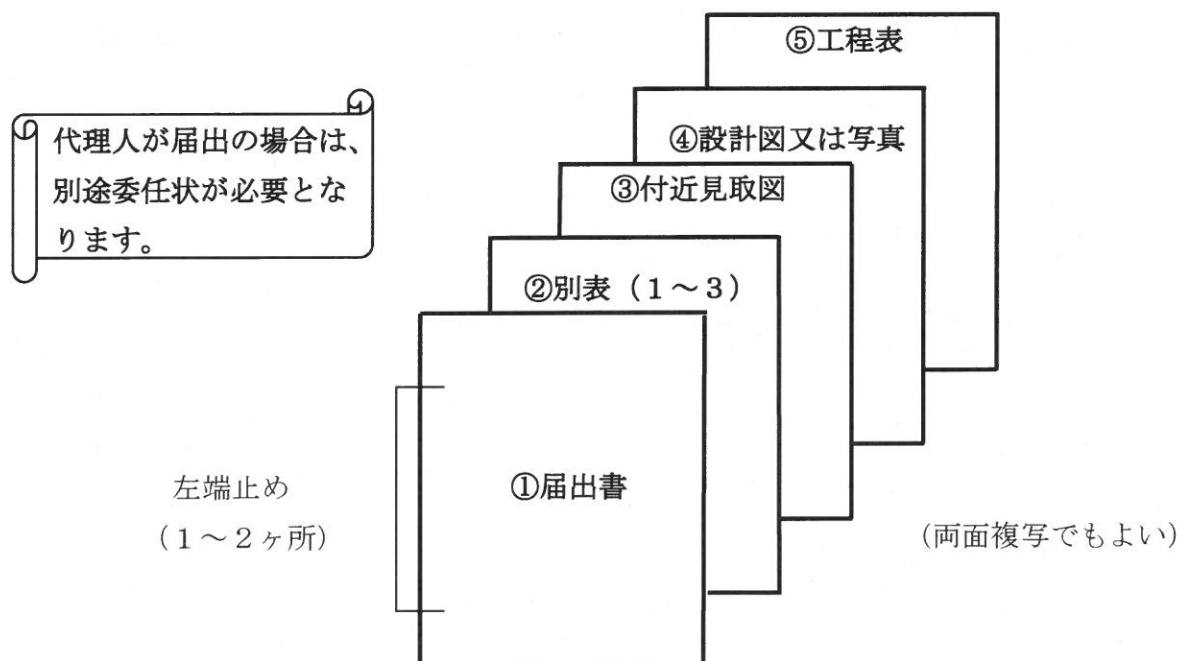 ⑤工程表
代理人が届出の場合は、
別途委任状が必要とな
ります。
④設計図又は写真
③付近見取図
②別表（１～３）
①届出書
左端止め
（１～２ヶ所）
（両面複写でもよい）